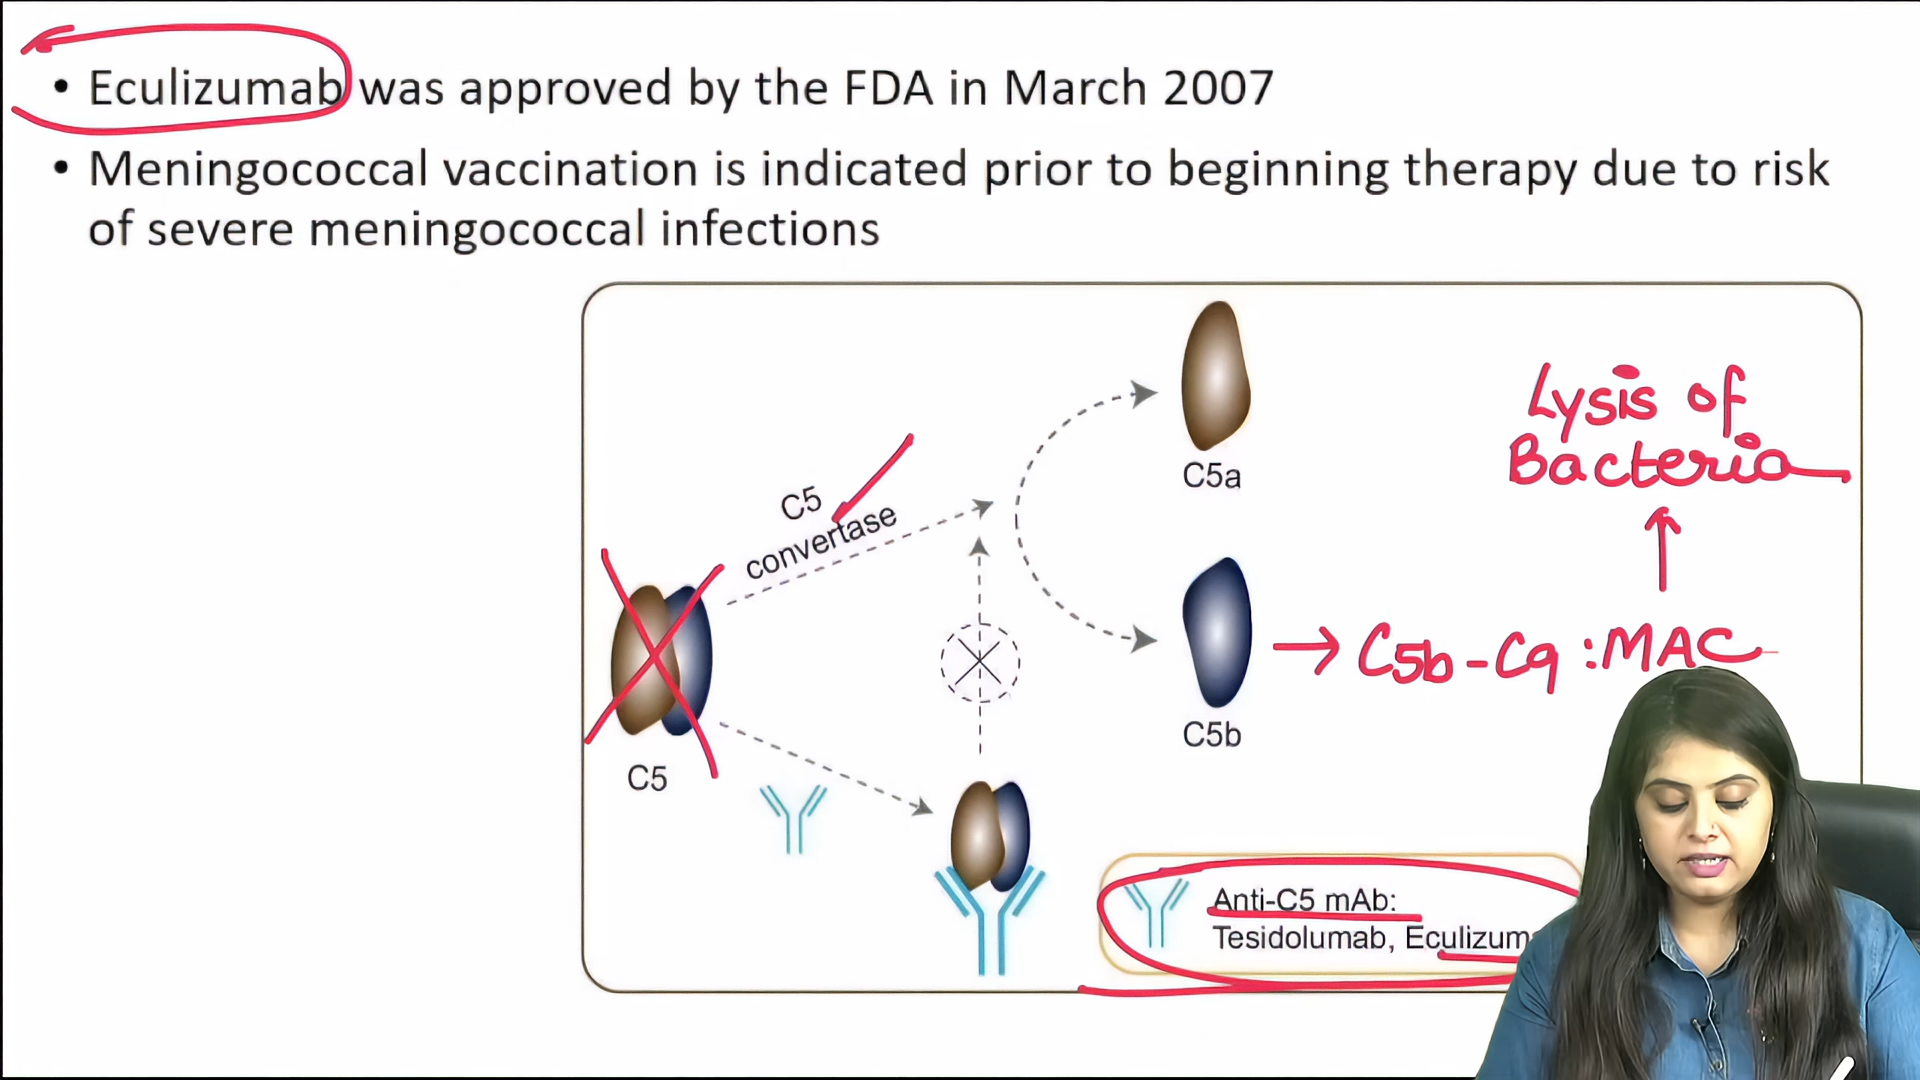 • Eculizumab was approved by the FDA in March 2007
• Meningococcal vaccination is indicated prior to beginning therapy due to risk
of severe meningococcal infections
C5a
Lysis of
Bacteria
C5
convertase
C5b-C9 : MAC
C5b
C5
Anti-C5 mAb:
Tesidolumab,